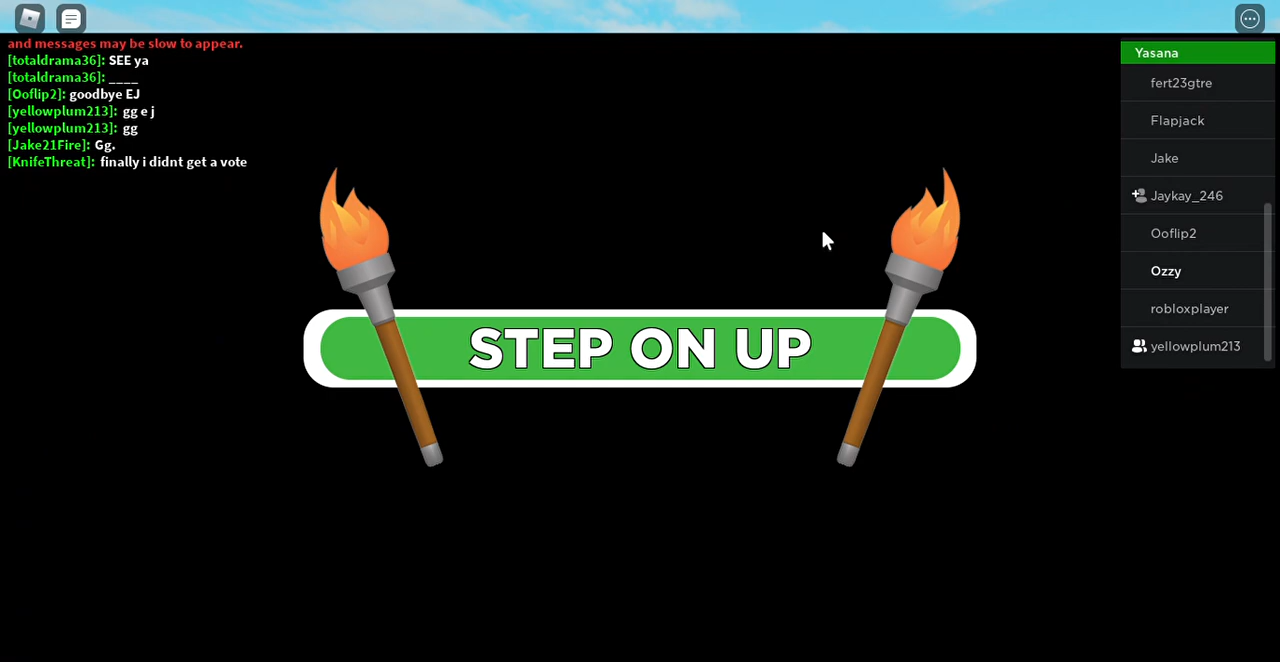 and messages may be slow to appear.
[totaldrama36]: SEE ya
[totaldrama36]: ____
[Ooflip2]: goodbye EJ
[yellowplum213]: gg e j
[yellowplum213]: gg
[Jake21Fire]: Gg.
[KnifeThreat]: finally i didnt get a vote
STEP ON UP
Yasana
fert23gtre
Flapjack
Jake
Jaykay_246
Ooflip2
Ozzy
robloxplayer
yellowplum213